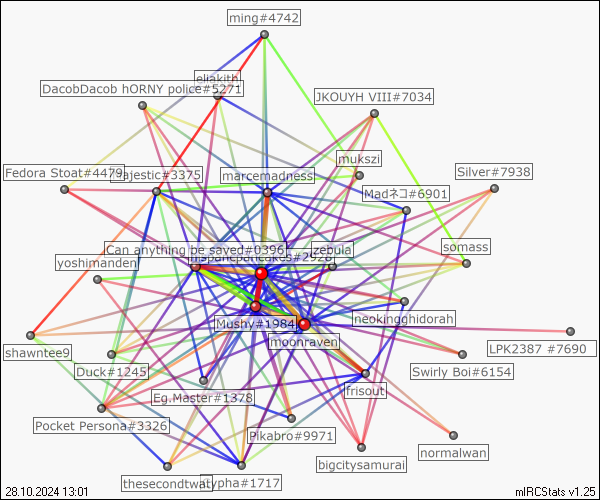 ming#4742
eliakith
DacobDacob hORNY police#5271
JKOUYH VIII#7034
mukszi
Fedora Stoat#4479
majestic#3375
marcemadness
Silver#7938
Madネコ#6901
Can anything be saved#0396
zebula
somass
yoshimanden
Mushy#1984
neokingghidorah
moonraven
shawntee9
LPK2387 #7690
Duck#1245
Swirly Boi#6154
frisout
Eg.Master#1378
Pocket Persona#3326
Pikabro#9971
normalwan
bigcitysamurai
thesecondtwat
atypha#1717
28.10.2024 13:01
mIRCStats v1.25